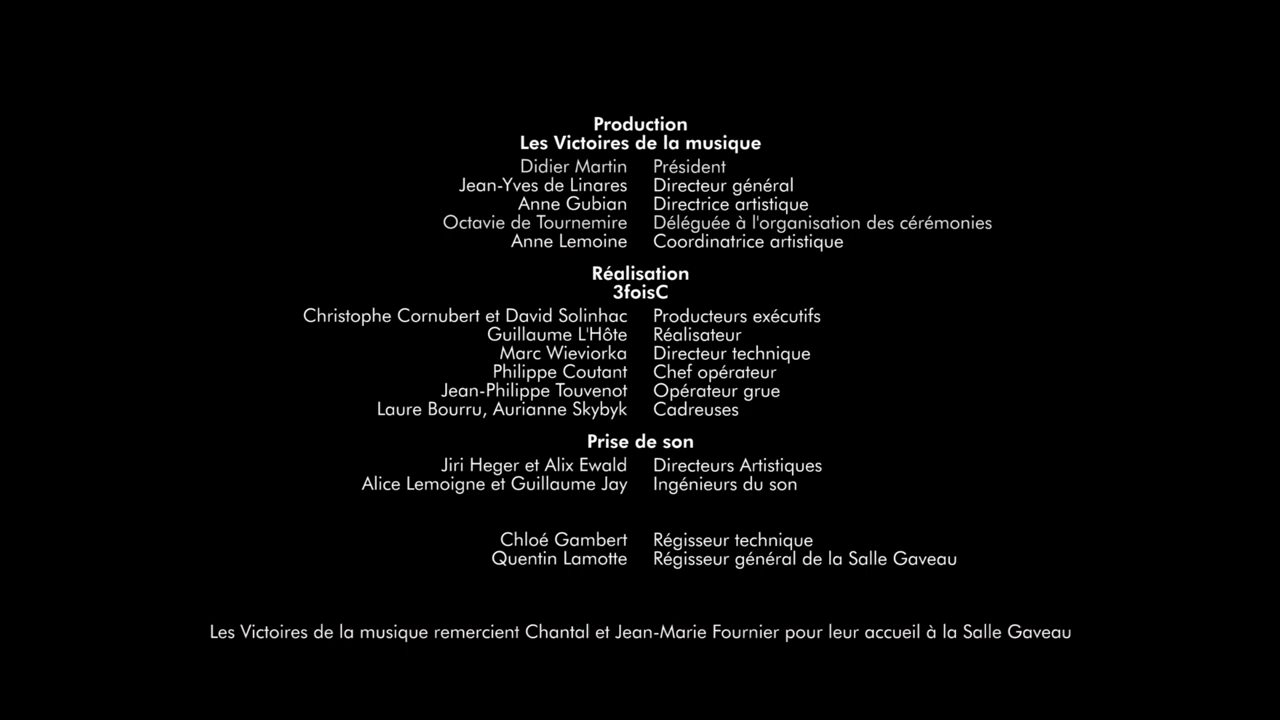 Production
Les Victoires de la musique
Didier Martin Président
Jean-Yves de Linares Directeur général
Anne Gubian Directrice artistique
Octavie de Tournemire Déléguée à l'organisation des cérémonies
Anne Lemoine Coordinatrice artistique
Réalisation
3foisC
Christophe Cornubert et David Solinhac Producteurs exécutifs
Guillaume L'Hôte Réalisateur
Marc Wieviorka Directeur technique
Philippe Coutant Chef opérateur
Jean-Philippe Touvenot Opérateur grue
Laure Bourru, Aurianne Skybyk Cadreuses
Prise de son
Jiri Heger et Alix Ewald Directeurs Artistiques
Alice Lemoigne et Guillaume Jay Ingénieurs du son
Chloé Gambert Régisseur technique
Quentin Lamotte Régisseur général de la Salle Gaveau
Les Victoires de la musique remercient Chantal et Jean-Marie Fournier pour leur accueil à la Salle Gaveau